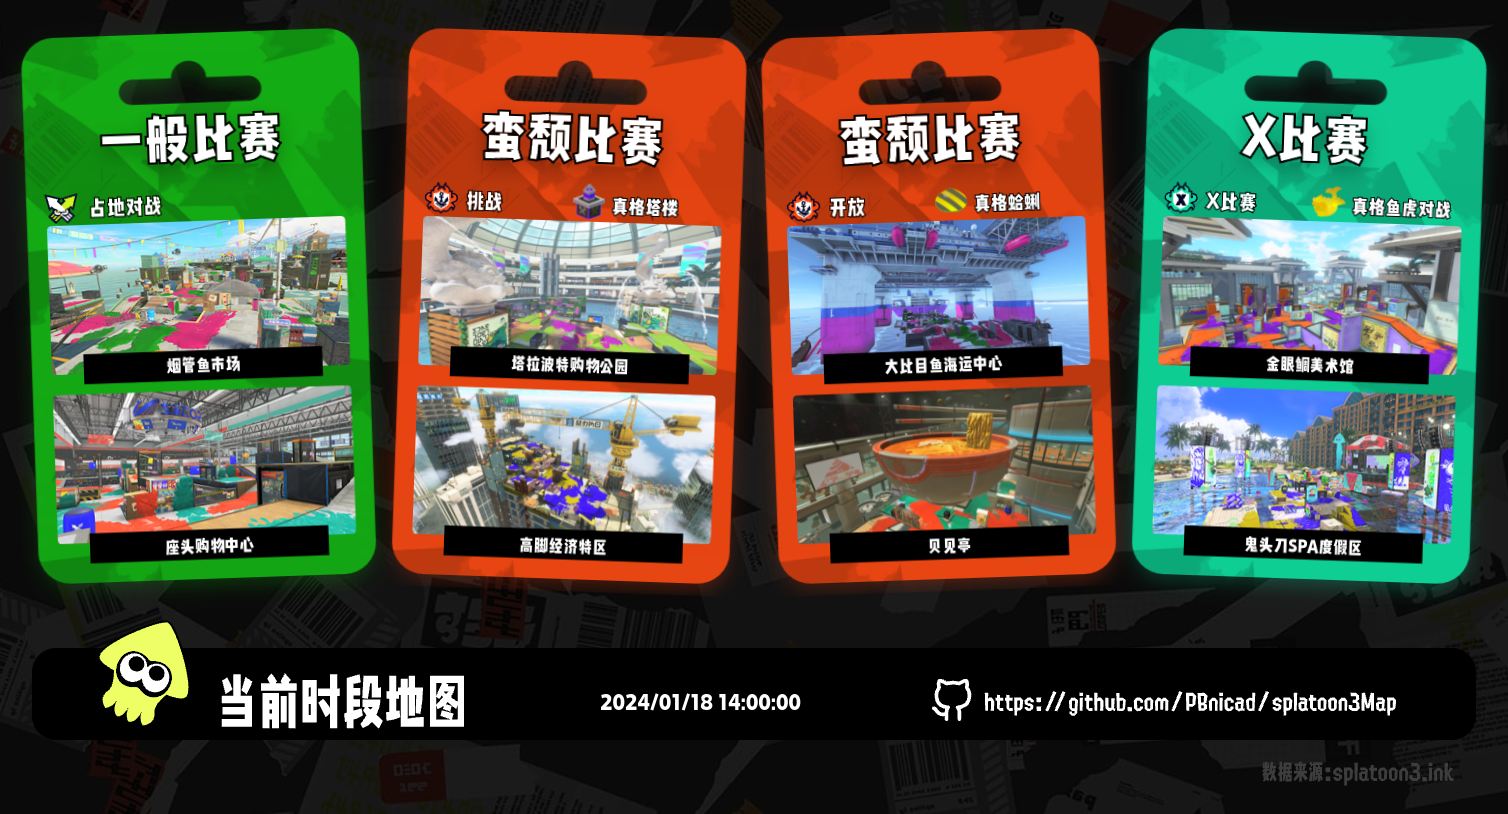 一般比赛
占地对战
烟管鱼市场
座头购物中心
蛮颓比赛
挑战
真格塔楼
塔拉波特购物公园
高脚经济特区
蛮颓比赛
开放
真格蛤蜊
大比目鱼海运中心
贝贝亭
X比赛
X比赛
真格鱼虎对战
金眼鲷美术馆
鬼头刀SPA度假区
当前时段地图
2024/01/18 14:00:00
https://github.com/PBnicad/splatoon3Map
数据来源:splatoon3.ink